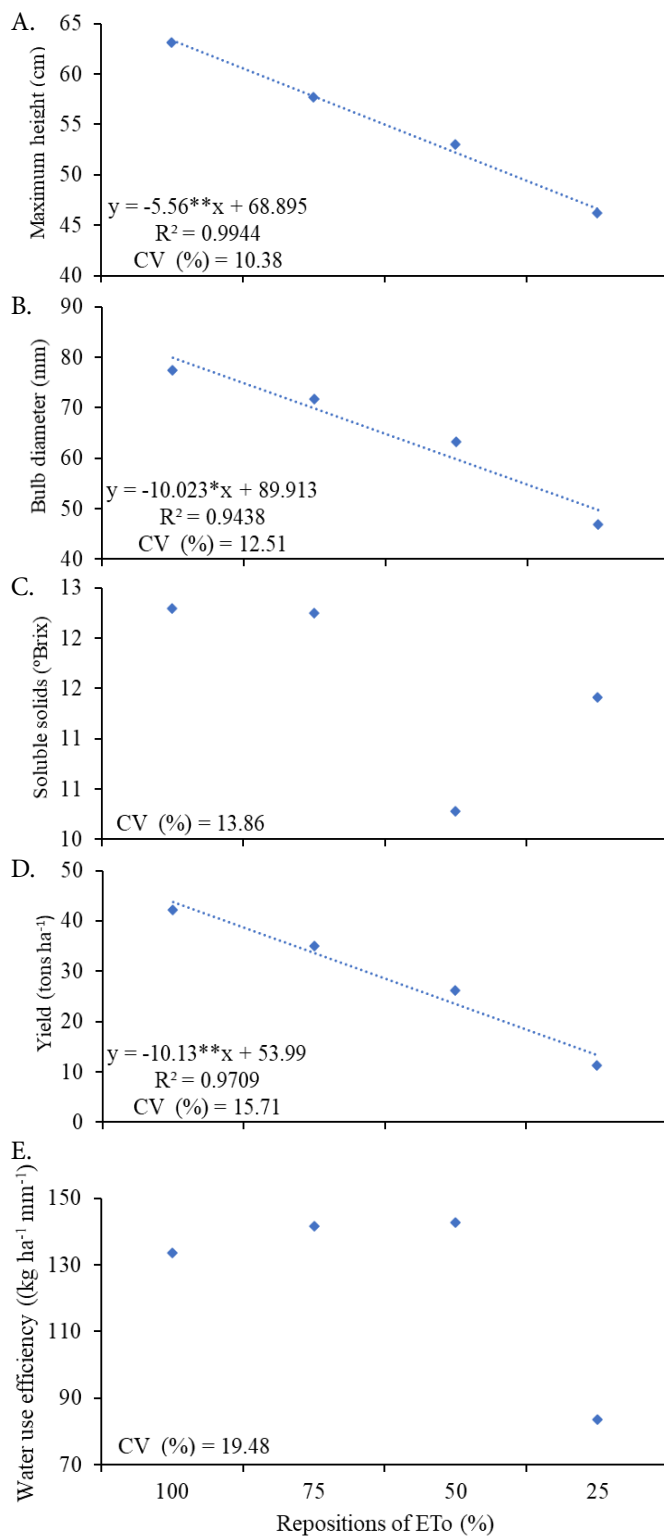 A.
Maximum height (cm)
65
60
55
50
45
40
y = -5.56**x + 68.895
R² = 0.9944
CV (%) = 10.38
B.
Bulb diameter (mm)
90
80
70
60
50
40
y = -10.023*x + 89.913
R² = 0.9438
CV (%) = 12.51
C.
Soluble solids (ºBrix)
13
12
12
11
11
10
CV (%) = 13.86
D.
Yield (tons ha⁻¹)
50
40
30
20
10
0
y = -10.13**x + 53.99
R² = 0.9709
CV (%) = 15.71
E.
Water use efficiency ((kg ha⁻¹ mm⁻¹)
150
130
110
90
70
CV (%) = 19.48
100 75 50 25
Repositions of ETo (%)